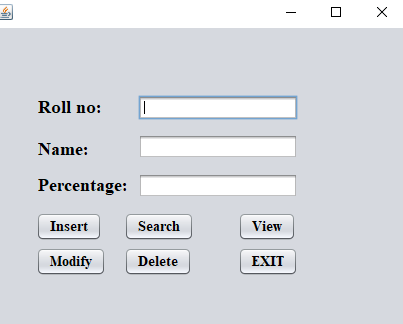 Roll no:
Name:
Percentage:
Insert Search View
Modify Delete EXIT